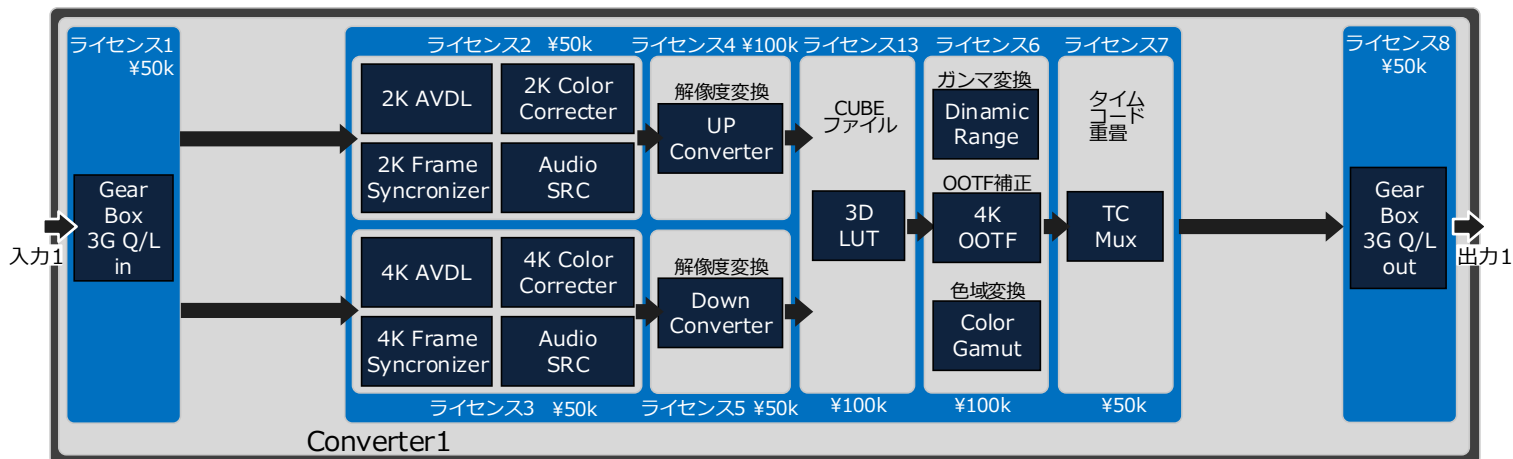 ライセンス1
¥50k
Gear
Box
3G Q/L
in
入力1
ライセンス2 ¥50k
2K AVDL
2K Color
Correcter
2K Frame
Syncronizer
Audio
SRC
4K AVDL
4K Color
Correcter
4K Frame
Syncronizer
Audio
SRC
ライセンス3 ¥50k
ライセンス4 ¥100k
解像度変換
UP
Converter
解像度変換
Down
Converter
ライセンス5 ¥50k
ライセンス13
CUBE
ファイル
3D
LUT
¥100k
ライセンス6
ガンマ変換
Dinamic
Range
OOTF補正
4K
OOTF
色域変換
Color
Gamut
¥100k
ライセンス7
タイム
コード
重畳
TC
Mux
¥50k
ライセンス8
¥50k
Gear
Box
3G Q/L
out
出力1
Converter1